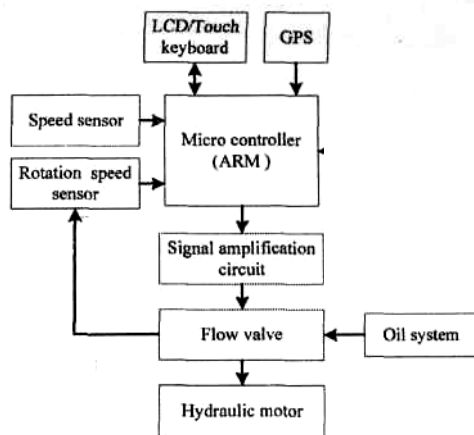 LCD/Touch
keyboard
GPS
Speed sensor
Micro controller
(ARM )
Rotation speed
sensor
Signal amplification
circuit
Flow valve
Oil system
Hydraulic motor